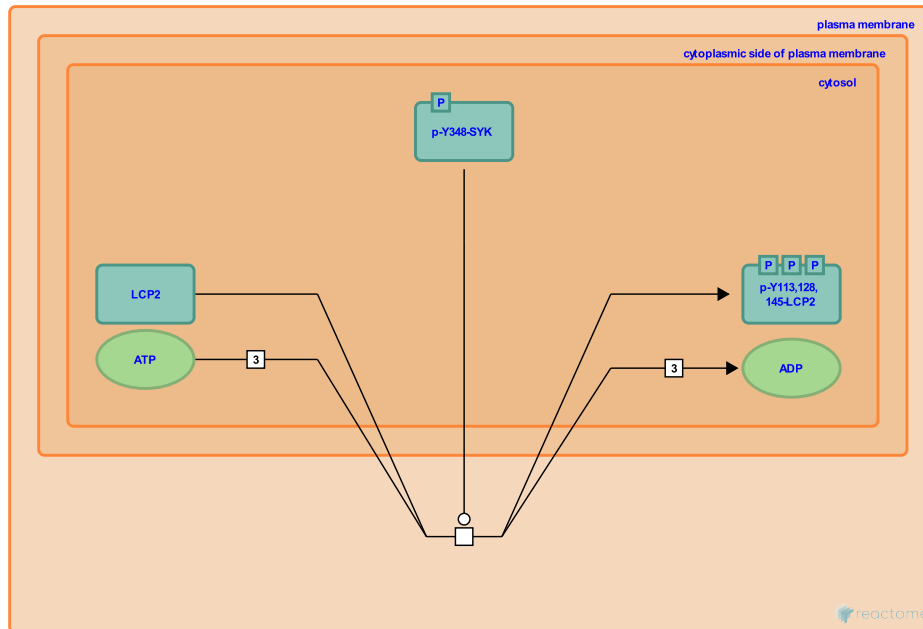 plasma membrane
cytoplasmic side of plasma membrane
cytosol
P
p-Y348-SYK
LCP2
P P P
p-Y113,128,
145-LCP2
ATP
3
3
ADP
reactome